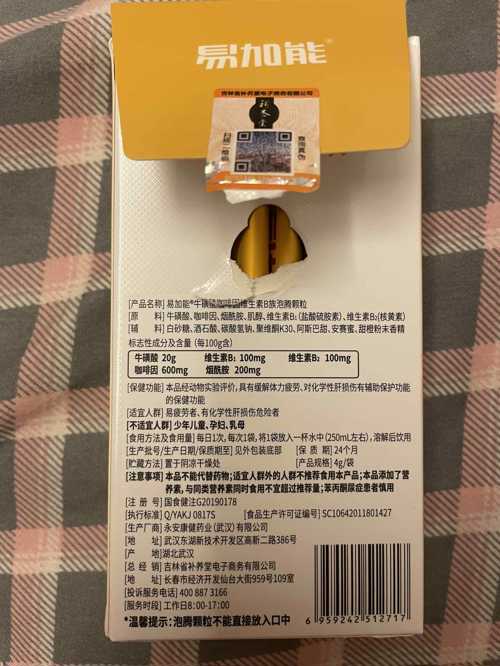 易加能®
吉林省补养堂电子商务有限公司
补养堂
扫描二维码
查询真伪
[产品名称] 易加能®牛磺酸咖啡因维生素B族泡腾颗粒
[原 料] 牛磺酸、咖啡因、烟酰胺、肌醇、维生素B₁(盐酸硫胺素)、维生素B₂(核黄素)
[辅 料] 白砂糖、酒石酸、碳酸氢钠、聚维酮K30、阿斯巴甜、安赛蜜、甜橙粉末香精
标志性成分及含量(每100g含)
牛磺酸 20g 维生素B₁ 100mg 维生素B₂ 100mg
咖啡因 600mg 烟酰胺 200mg
[保健功能] 本品经动物实验评价,具有缓解体力疲劳、对化学性肝损伤有辅助保护功能
的保健功能
[适宜人群] 易疲劳者、有化学性肝损伤危险者
[不适宜人群] 少年儿童、孕妇、乳母
[食用方法及食用量] 每日1次,每次1袋,将1袋放入一杯水中(250mL左右),溶解后饮用
[生产批号/生产日期/保质期至] 见外包装底部 [保 质 期] 24个月
[贮藏方法] 置于阴凉干燥处 [产品规格] 4g/袋
[注意事项] 本品不能代替药物;适宜人群外的人群不推荐食用本产品;本品添加了营
养素,与同类营养素同时食用不宜超过推荐量;苯丙酮尿症患者慎用
[注 册 号] 国食健注G20190178
[执行标准] Q/YAKJ 0817S [食品生产许可证编号] SC10642011801427
[生产厂商] 永安康健药业(武汉)有限公司
[地 址] 武汉东湖新技术开发区高新二路386号
[产 地] 湖北武汉
[总 经 销] 吉林省补养堂电子商务有限公司
[地 址] 长春市经济开发仙台大街959号109室
[投诉服务电话] 400 887 3166
[服务时段] 工作日8:00-17:00
*温馨提示:泡腾颗粒不能直接放入口中
6 959242 512717